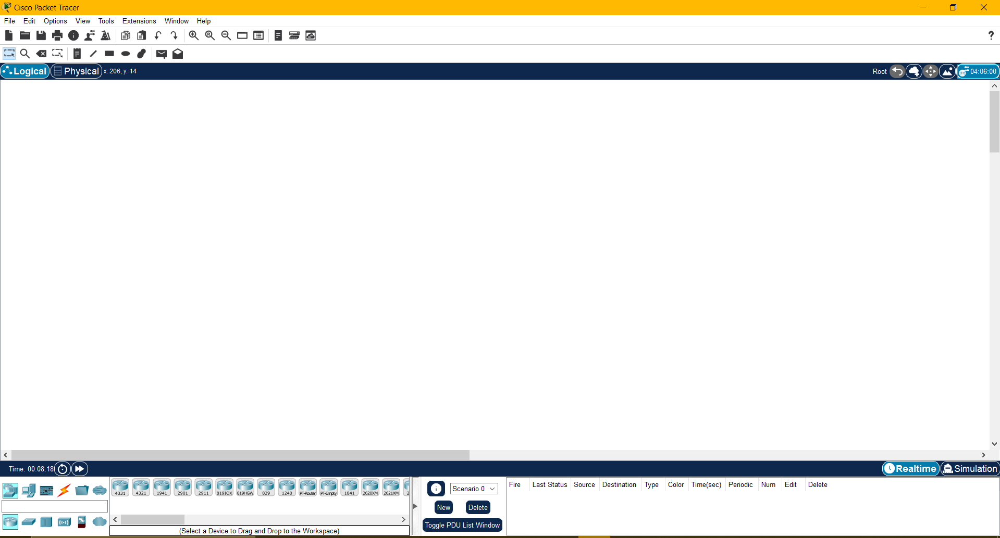 Cisco Packet Tracer
File Edit Options View Tools Extensions Window Help
?
Logical Physical x: 206, y: 14 Root 04:06:00
Time: 00:08:18 Realtime Simulation
4331 4321 1941 2901 2911 819IOX 819HGW 829 1240 PT-Router PT-Empty 1841 2620XM 2621XM 2
Scenario 0
Fire Last Status Source Destination Type Color Time(sec) Periodic Num Edit Delete
New Delete
Toggle PDU List Window
(Select a Device to Drag and Drop to the Workspace)